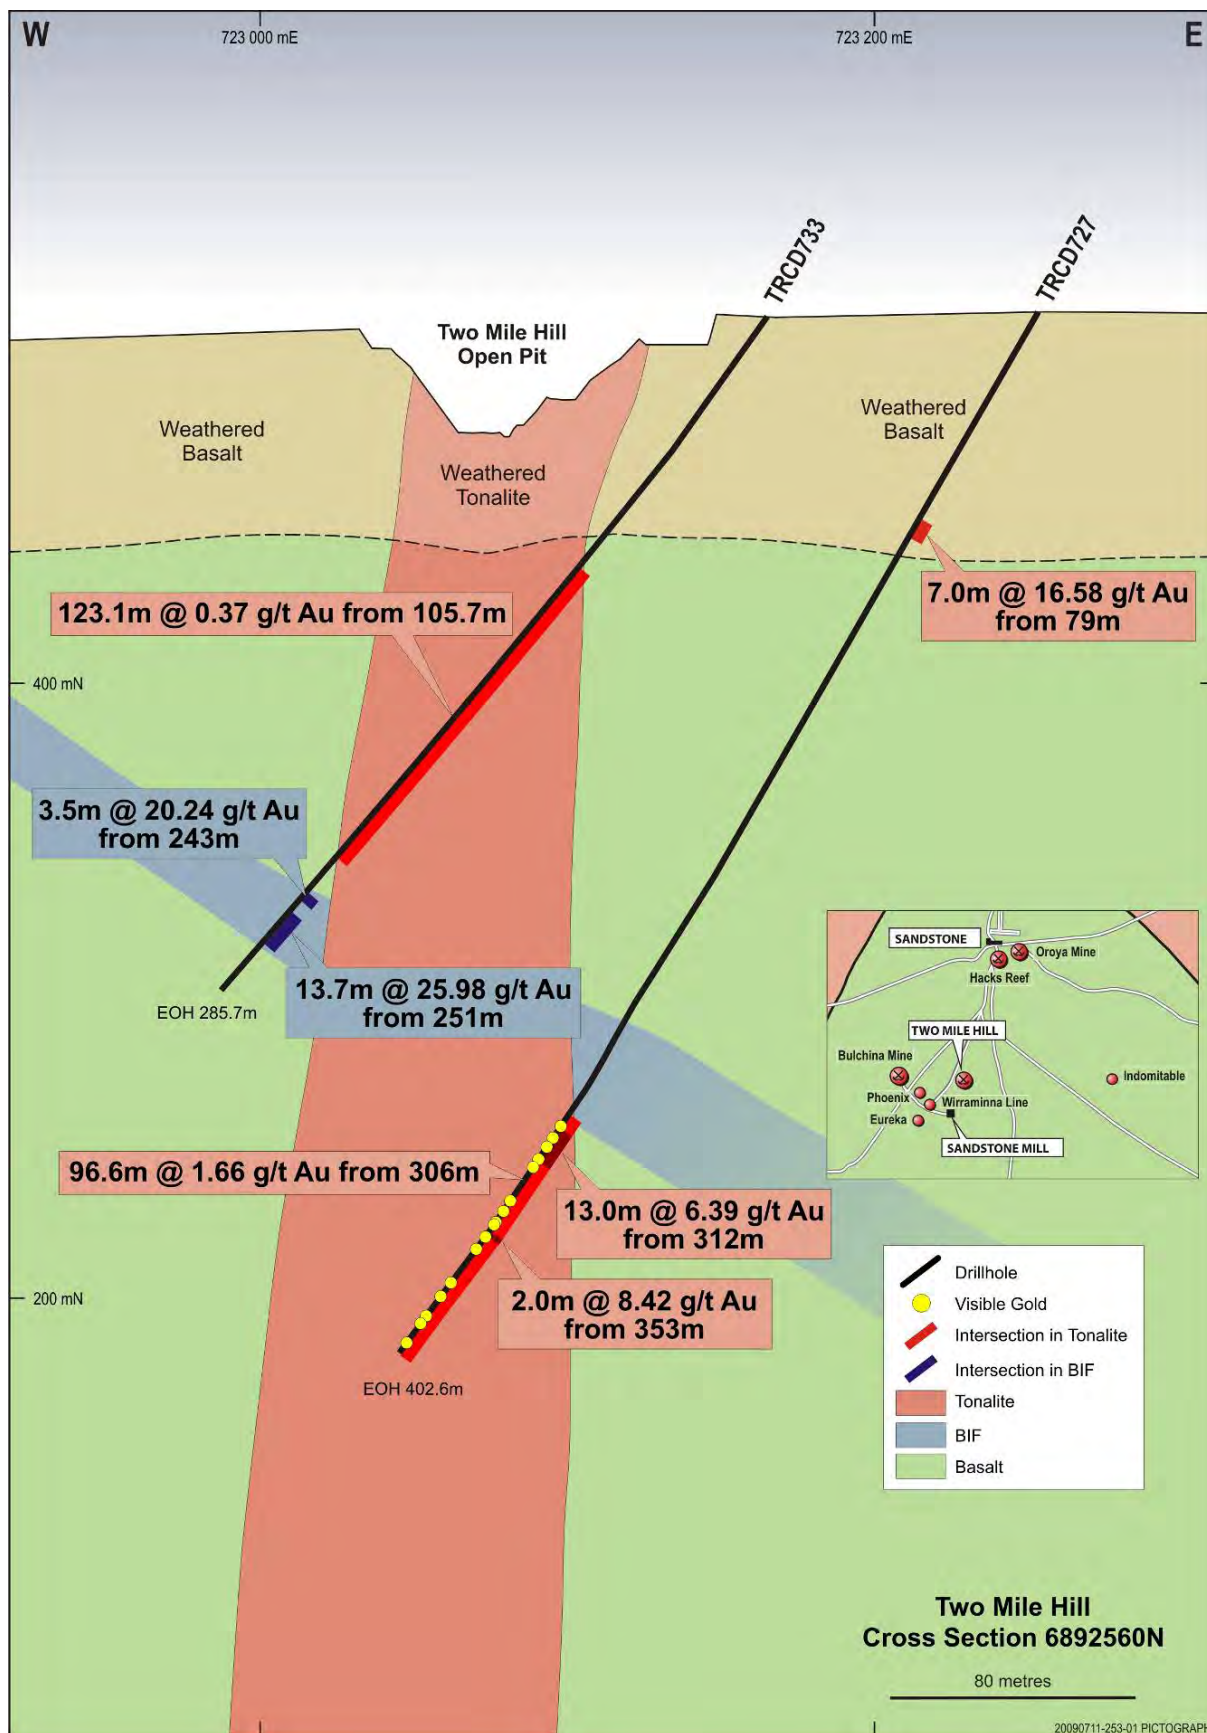 W
723 000 mE
723 200 mE
E
TRCD733
TRCD727
Two Mile Hill
Open Pit
Weathered
Basalt
Weathered
Tonalite
Weathered
Basalt
123.1m @ 0.37 g/t Au from 105.7m
7.0m @ 16.58 g/t Au
from 79m
400 mN
3.5m @ 20.24 g/t Au
from 243m
13.7m @ 25.98 g/t Au
from 251m
EOH 285.7m
SANDSTONE
Oroya Mine
Hacks Reef
TWO MILE HILL
Bulchina Mine
Indomitable
Phoenix
Wirraminna Line
Eureka
SANDSTONE MILL
96.6m @ 1.66 g/t Au from 306m
13.0m @ 6.39 g/t Au
from 312m
2.0m @ 8.42 g/t Au
from 353m
200 mN
EOH 402.6m
Drillhole
Visible Gold
Intersection in Tonalite
Intersection in BIF
Tonalite
BIF
Basalt
Two Mile Hill
Cross Section 6892560N
80 metres
20090711-253-01 PICTOGRAPH